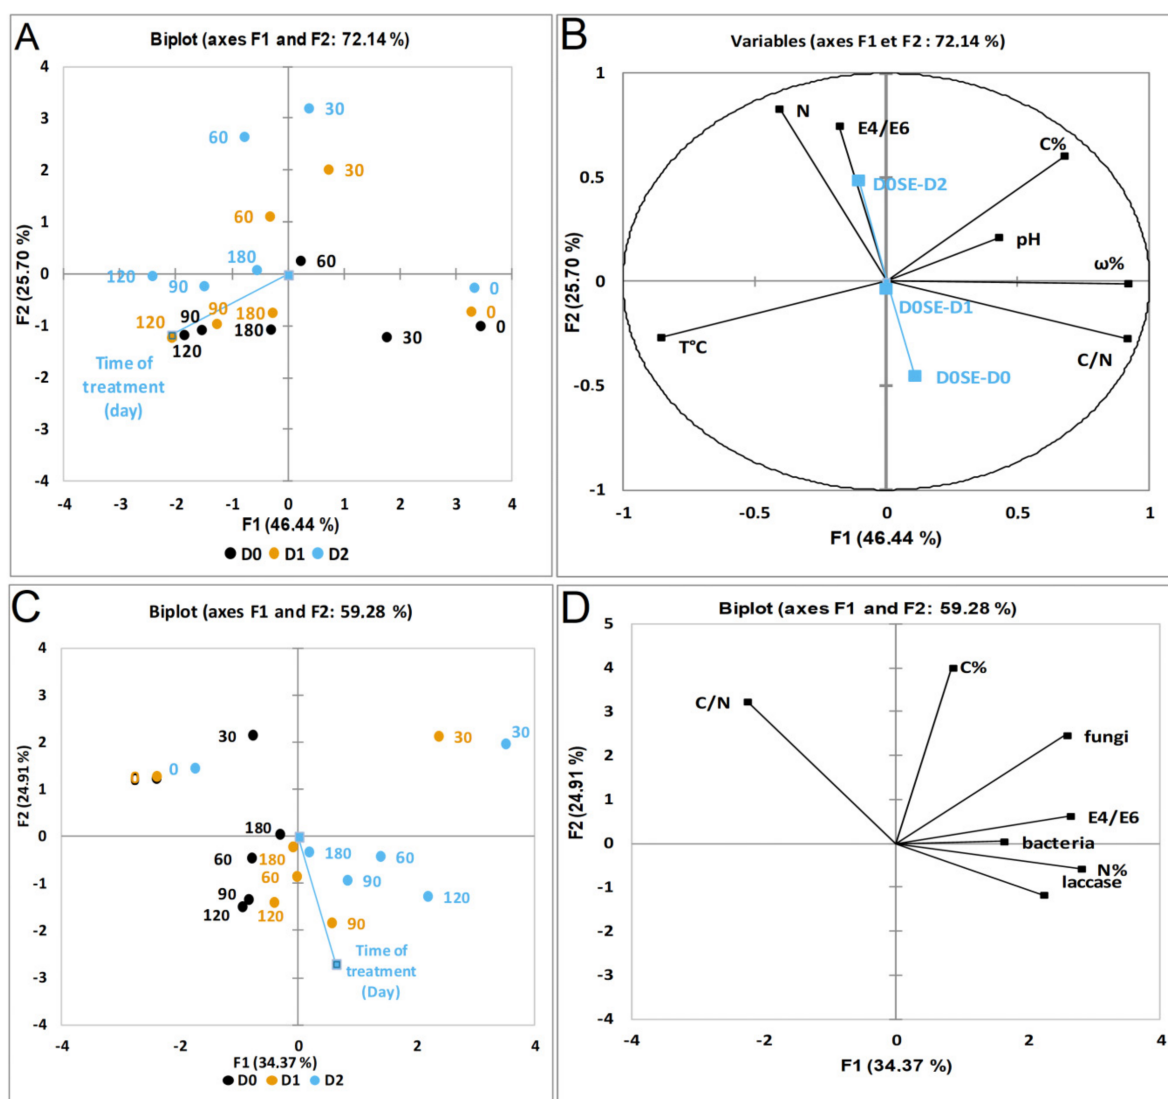 A
Biplot (axes F1 and F2: 72.14 %)
4
3
2
1
0
-1
-2
-3
-4
F2 (25.70 %)
30
60
30
60
180
60
120
90
0
90
180
0
120
90
180
0
120
30
Time of
treatment
(day)
-4
-3
-2
-1
0
1
2
3
4
F1 (46.44 %)
D0
D1
D2
B
Variables (axes F1 et F2 : 72.14 %)
1
0.5
0
-0.5
-1
F2 (25.70 %)
N
E4/E6
C%
D0SE-D2
pH
ω%
D0SE-D1
T°C
C/N
D0SE-D0
-1
-0.5
0
0.5
1
F1 (46.44 %)
C
Biplot (axes F1 and F2: 59.28 %)
4
3
2
1
0
-1
-2
-3
-4
F2 (24.91 %)
30
30
30
0
0
180
60
180
180
60
60
90
90
120
120
120
90
Time of
treatment
(Day)
-4
-2
0
2
4
F1 (34.37 %)
D0
D1
D2
D
Biplot (axes F1 and F2: 59.28 %)
5
4
3
2
1
0
-1
-2
-3
-4
F2 (24.91 %)
C%
C/N
fungi
E4/E6
bacteria
N%
laccase
-4
-2
0
2
4
F1 (34.37 %)